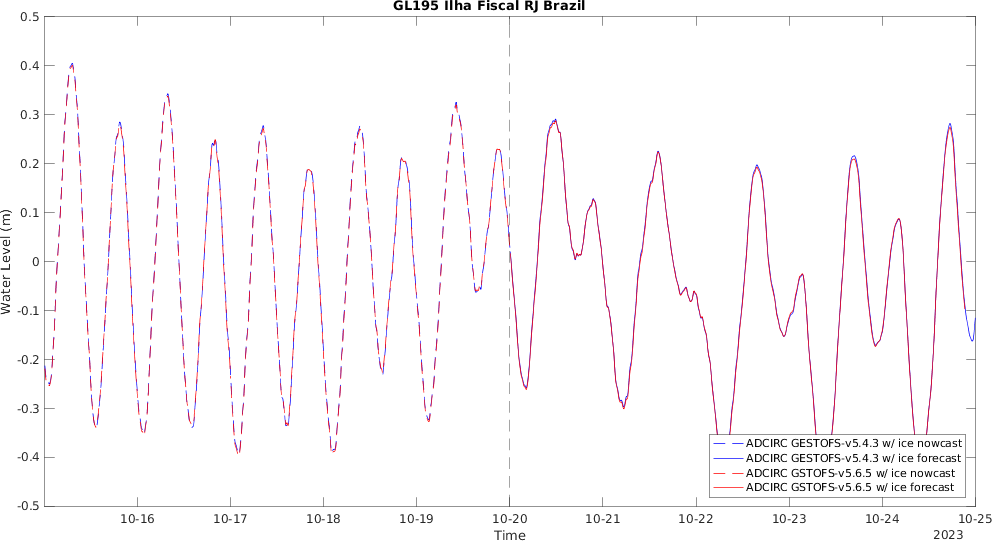 GL195 Ilha Fiscal RJ Brazil
0.5
0.4
0.3
0.2
0.1
0
-0.1
-0.2
-0.3
-0.4
-0.5
Water Level (m)
ADCIRC GESTOFS-v5.4.3 w/ ice nowcast
ADCIRC GESTOFS-v5.4.3 w/ ice forecast
ADCIRC GSTOFS-v5.6.5 w/ ice nowcast
ADCIRC GSTOFS-v5.6.5 w/ ice forecast
10-16 10-17 10-18 10-19 10-20 10-21 10-22 10-23 10-24 10-25
Time
2023